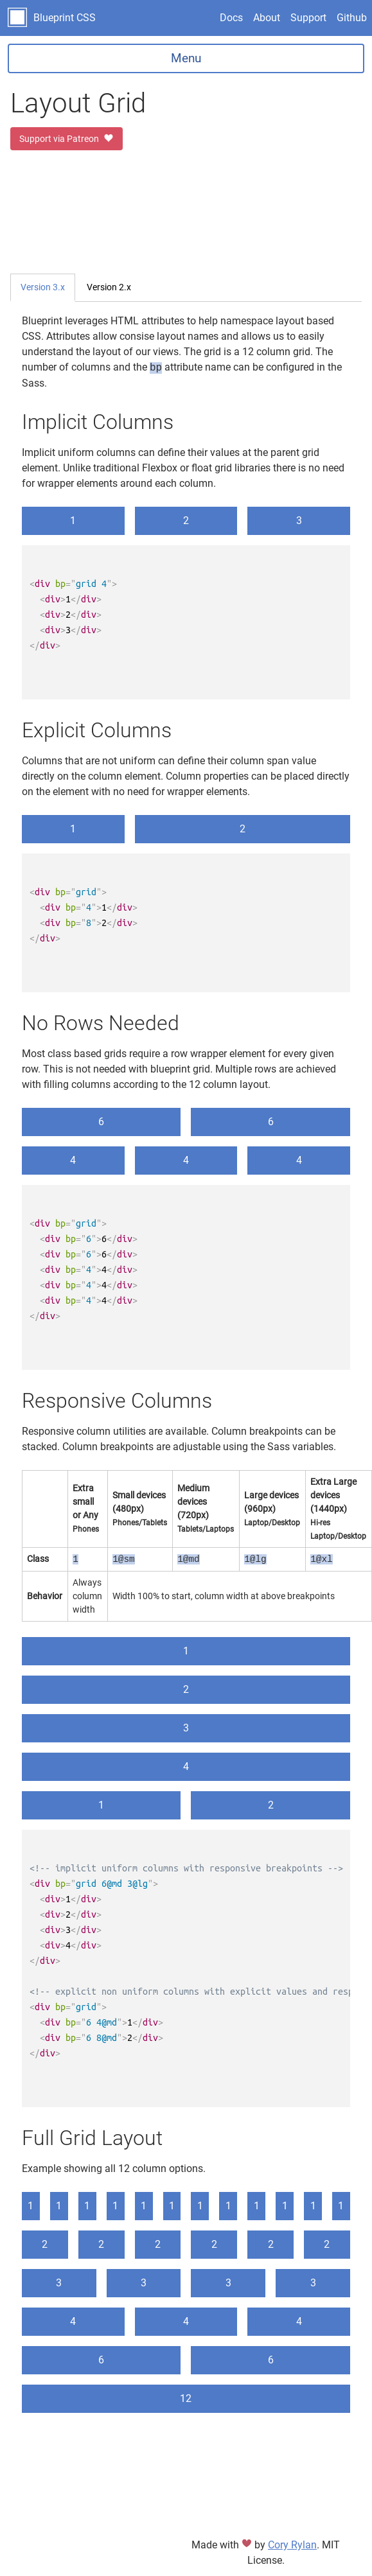 Blueprint CSS Docs About Support Github
Menu
Layout Grid
Support via Patreon
Version 3.x Version 2.x
Blueprint leverages HTML attributes to help namespace layout based
CSS. Attributes allow consise layout names and allows us to easily
understand the layout of our views. The grid is a 12 column grid. The
number of columns and the bp attribute name can be configured in the
Sass.
Implicit Columns
Implicit uniform columns can define their values at the parent grid
element. Unlike traditional Flexbox or float grid libraries there is no need
for wrapper elements around each column.
1 2 3
<div bp="grid 4">
  <div>1</div>
  <div>2</div>
  <div>3</div>
</div>
Explicit Columns
Columns that are not uniform can define their column span value
directly on the column element. Column properties can be placed directly
on the element with no need for wrapper elements.
1 2
<div bp="grid">
  <div bp="4">1</div>
  <div bp="8">2</div>
</div>
No Rows Needed
Most class based grids require a row wrapper element for every given
row. This is not needed with blueprint grid. Multiple rows are achieved
with filling columns according to the 12 column layout.
6 6
4 4 4
<div bp="grid">
  <div bp="6">6</div>
  <div bp="6">6</div>
  <div bp="4">4</div>
  <div bp="4">4</div>
  <div bp="4">4</div>
</div>
Responsive Columns
Responsive column utilities are available. Column breakpoints can be
stacked. Column breakpoints are adjustable using the Sass variables.
Extra
small
or Any
Phones
Small devices
(480px)
Phones/Tablets
Medium
devices
(720px)
Tablets/Laptops
Large devices
(960px)
Laptop/Desktop
Extra Large
devices
(1440px)
Hi-res
Laptop/Desktop
Class 1 1@sm 1@md 1@lg 1@xl
Behavior
Always
column
width
Width 100% to start, column width at above breakpoints
1
2
3
4
1 2
<!-- implicit uniform columns with responsive breakpoints -->
<div bp="grid 6@md 3@lg">
  <div>1</div>
  <div>2</div>
  <div>3</div>
  <div>4</div>
</div>
<!-- explicit non uniform columns with explicit values and resp
<div bp="grid">
  <div bp="6 4@md">1</div>
  <div bp="6 8@md">2</div>
</div>
Full Grid Layout
Example showing all 12 column options.
1 1 1 1 1 1 1 1 1 1 1 1
2 2 2 2 2 2
3 3 3 3
4 4 4
6 6
12
Made with by Cory Rylan. MIT
License.